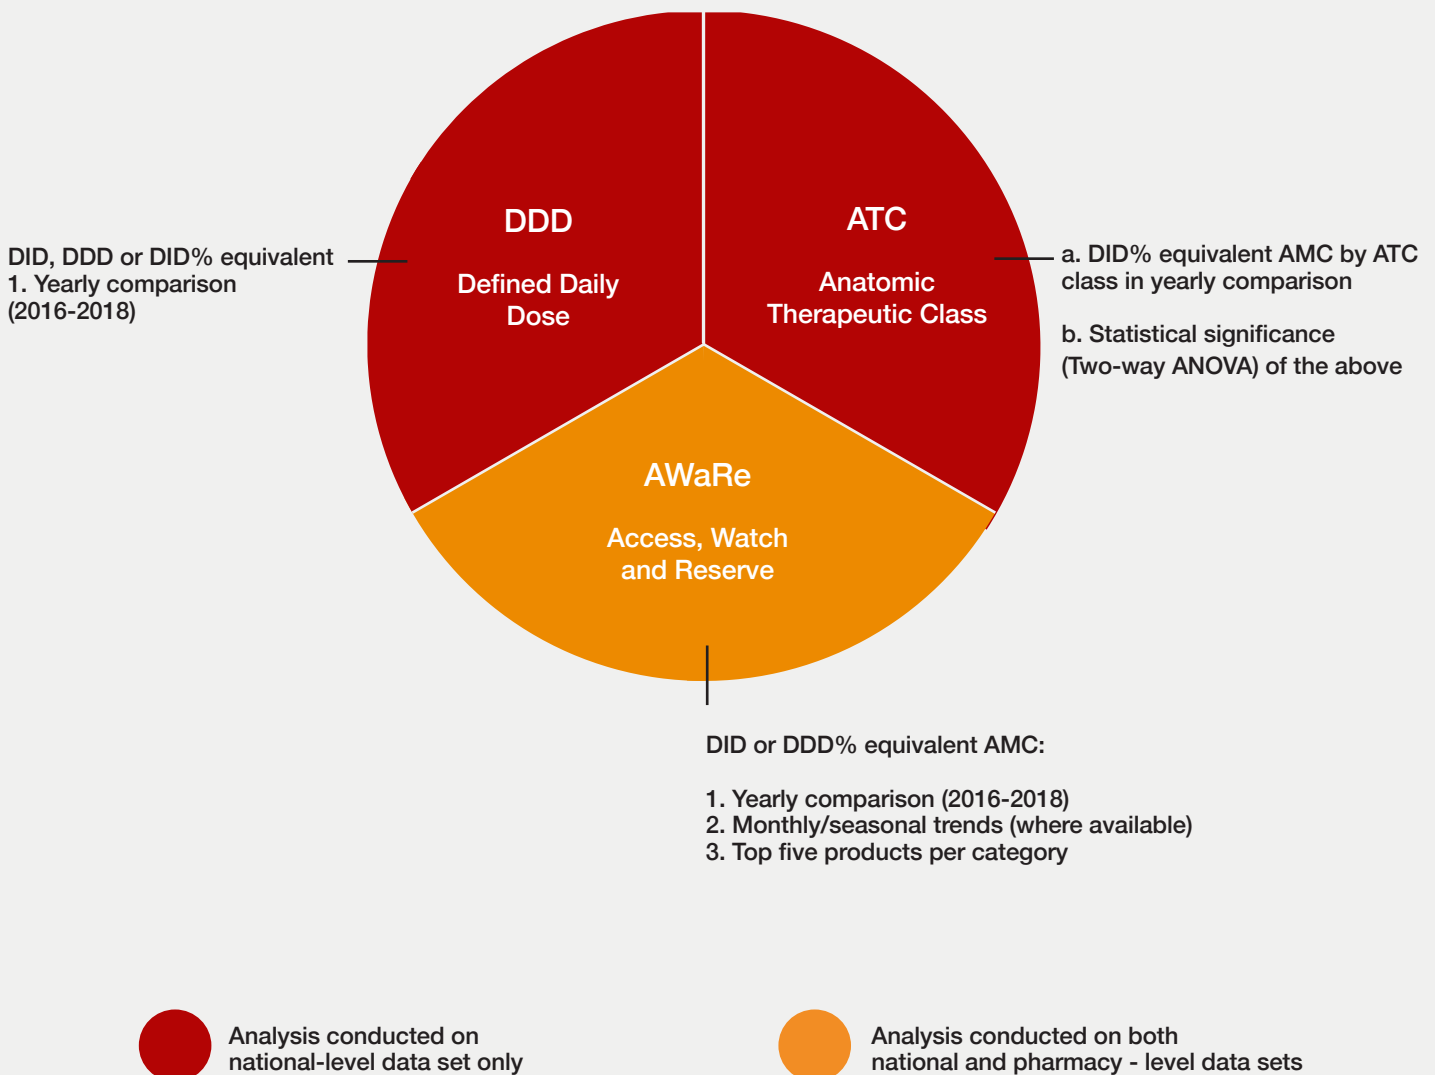 DDD
Defined Daily
Dose
ATC
Anatomic
Therapeutic Class
DID, DDD or DID% equivalent
1. Yearly comparison
(2016-2018)
a. DID% equivalent AMC by ATC
class in yearly comparison
b. Statistical significance
(Two-way ANOVA) of the above
AWaRe
Access, Watch
and Reserve
DID or DDD% equivalent AMC:
1. Yearly comparison (2016-2018)
2. Monthly/seasonal trends (where available)
3. Top five products per category
Analysis conducted on
national-level data set only
Analysis conducted on both
national and pharmacy - level data sets